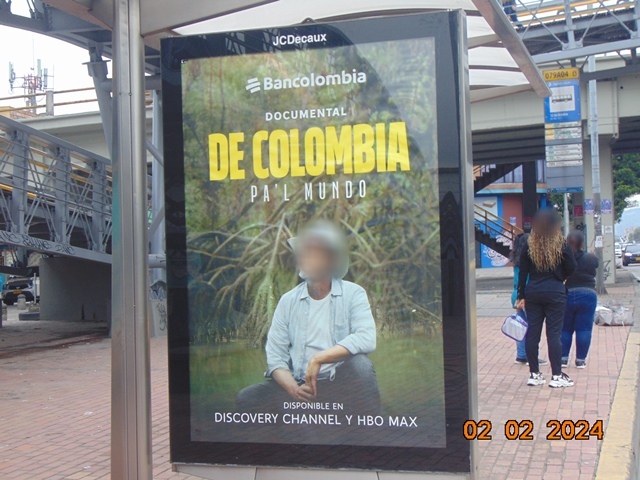 JCDecaux
Bancolombia
DOCUMENTAL
DE COLOMBIA
PA'L MUNDO
DISPONIBLE EN
DISCOVERY CHANNEL Y HBO MAX
02 02 2024